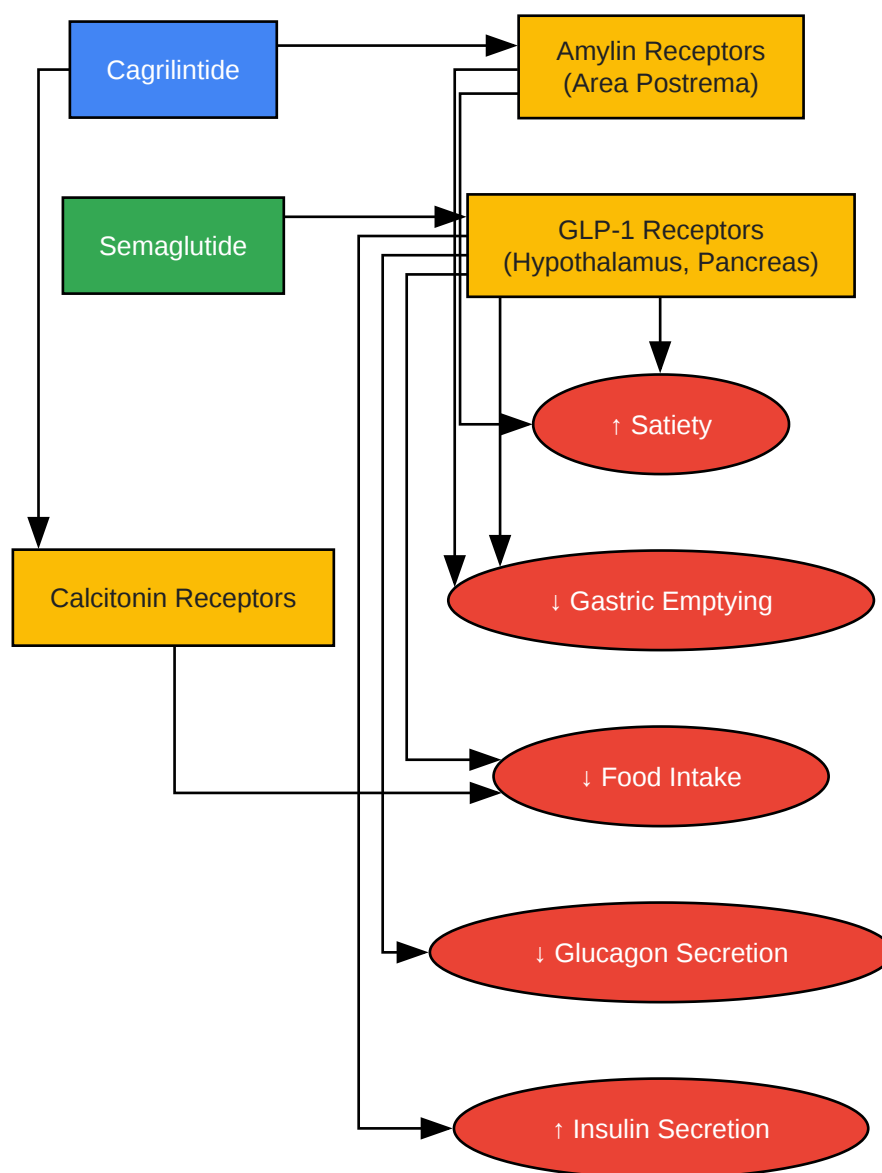 Cagrilintide
Amylin Receptors
(Area Postrema)
Semaglutide
GLP-1 Receptors
(Hypothalamus, Pancreas)
↑ Satiety
Calcitonin Receptors
↓ Gastric Emptying
↓ Food Intake
↓ Glucagon Secretion
↑ Insulin Secretion